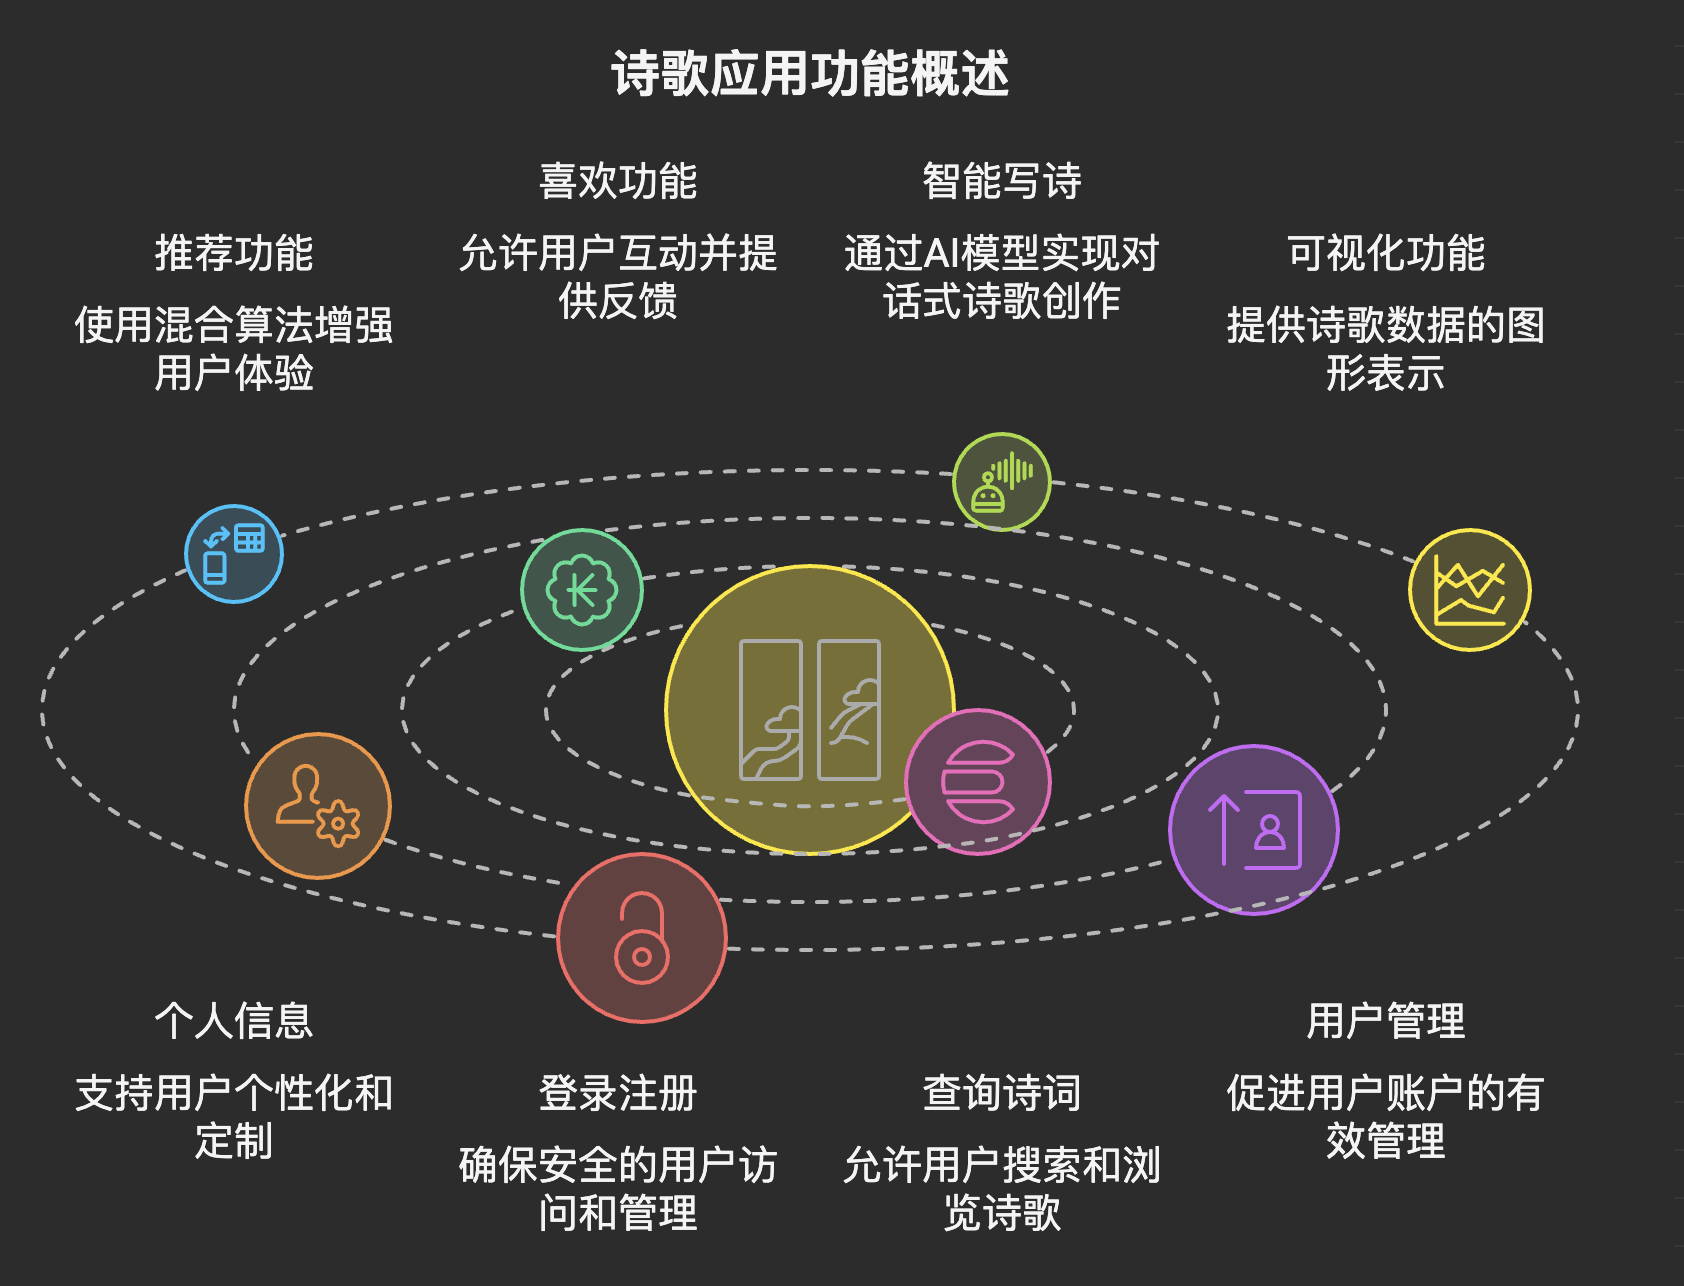 诗歌应用功能概述
推荐功能
使用混合算法增强
用户体验
喜欢功能
允许用户互动并提
供反馈
智能写诗
通过AI模型实现对
话式诗歌创作
可视化功能
提供诗歌数据的图
形表示
个人信息
支持用户个性化和
定制
登录注册
确保安全的用户访
问和管理
查询诗词
允许用户搜索和浏
览诗歌
用户管理
促进用户账户的有
效管理